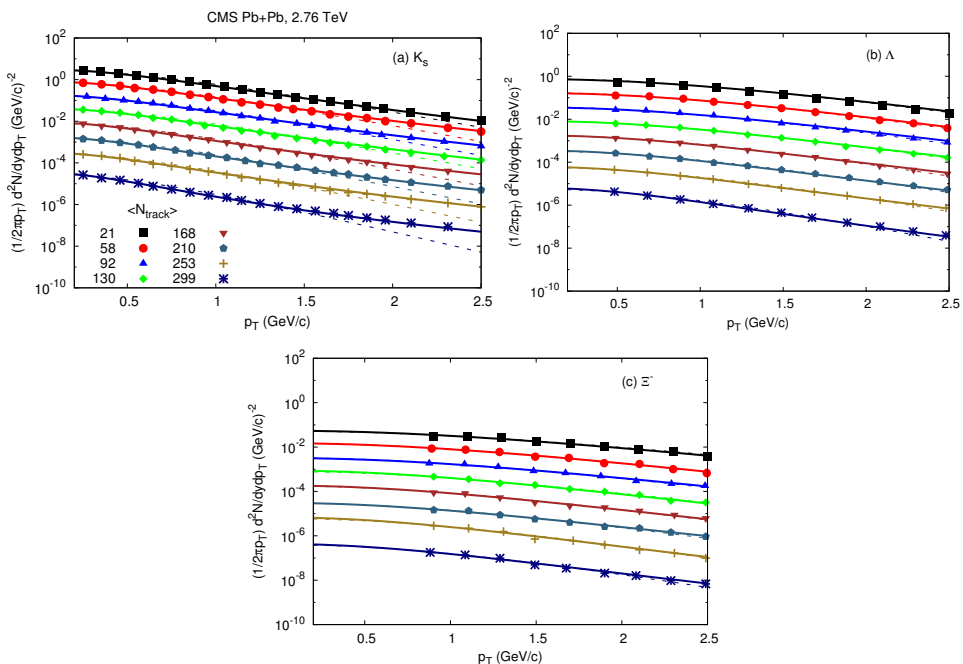 CMS Pb+Pb, 2.76 TeV
(a) K_s
(1/2πp_T) d^2N/dydp_T (GeV/c)^-2
10^2
10^0
10^-2
10^-4
10^-6
10^-8
10^-10
<N_track>
21 168
58 210
92 253
130 299
0.5 1 1.5 2 2.5
p_T (GeV/c)
(b) Λ
(1/2πp_T) d^2N/dydp_T (GeV/c)^-2
10^2
10^0
10^-2
10^-4
10^-6
10^-8
10^-10
0.5 1 1.5 2 2.5
p_T (GeV/c)
(c) Ξ^-
(1/2πp_T) d^2N/dydp_T (GeV/c)^-2
10^2
10^0
10^-2
10^-4
10^-6
10^-8
10^-10
0.5 1 1.5 2 2.5
p_T (GeV/c)